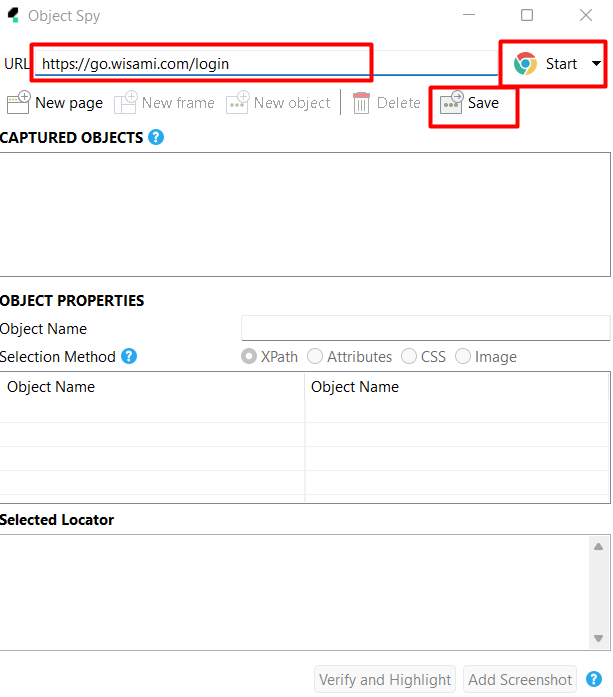 Object Spy
URL https://go.wisami.com/login Start
New page New frame New object Delete Save
CAPTURED OBJECTS ?
OBJECT PROPERTIES
Object Name
Selection Method ? XPath Attributes CSS Image
Object Name Object Name
Selected Locator
Verify and Highlight Add Screenshot ?